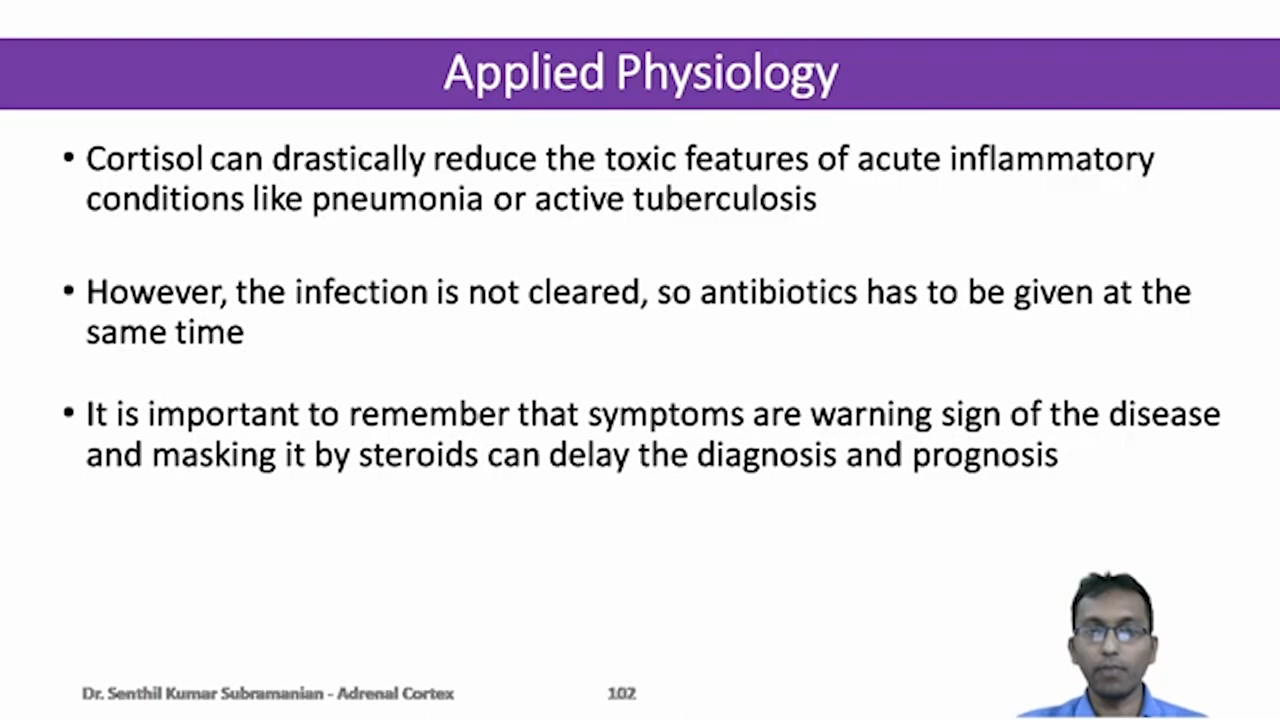 Applied Physiology
• Cortisol can drastically reduce the toxic features of acute inflammatory
conditions like pneumonia or active tuberculosis
• However, the infection is not cleared, so antibiotics has to be given at the
same time
• It is important to remember that symptoms are warning sign of the disease
and masking it by steroids can delay the diagnosis and prognosis
Dr. Senthil Kumar Subramanian - Adrenal Cortex
102